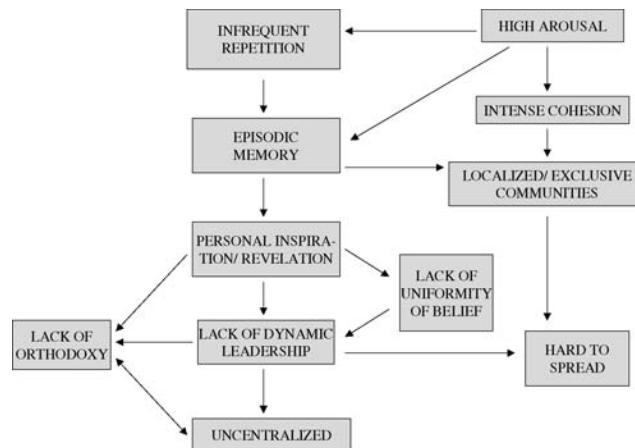 INFREQUENT
REPETITION
HIGH AROUSAL
INTENSE COHESION
EPISODIC
MEMORY
LOCALIZED/ EXCLUSIVE
COMMUNITIES
PERSONAL INSPIRA-
TION/ REVELATION
LACK OF
UNIFORMITY
OF BELIEF
LACK OF
ORTHODOXY
LACK OF DYNAMIC
LEADERSHIP
HARD TO
SPREAD
UNCENTRALIZED